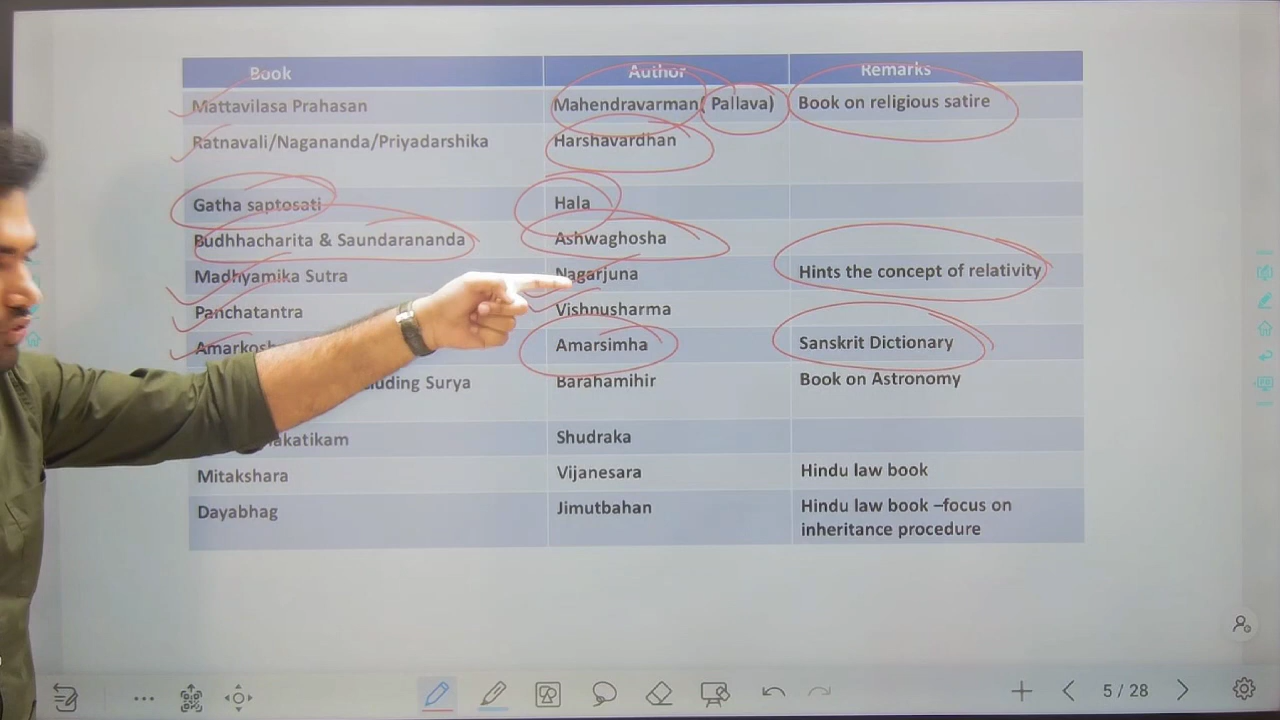 Book Author Remarks
Mattavilasa Prahasan Mahendravarman( Pallava) Book on religious satire
Ratnavali/Nagananda/Priyadarshika Harshavardhan
Gatha saptosati Hala
Budhhacharita & Saundarananda Ashwaghosha
Madhyamika Sutra Nagarjuna Hints the concept of relativity
Panchatantra Vishnusharma
Amarkosh Amarsimha Sanskrit Dictionary
Surya Barahamihir Book on Astronomy
Shudraka
Mitakshara Vijanesara Hindu law book
Dayabhag Jimutbahan Hindu law book –focus on
inheritance procedure
5 / 28